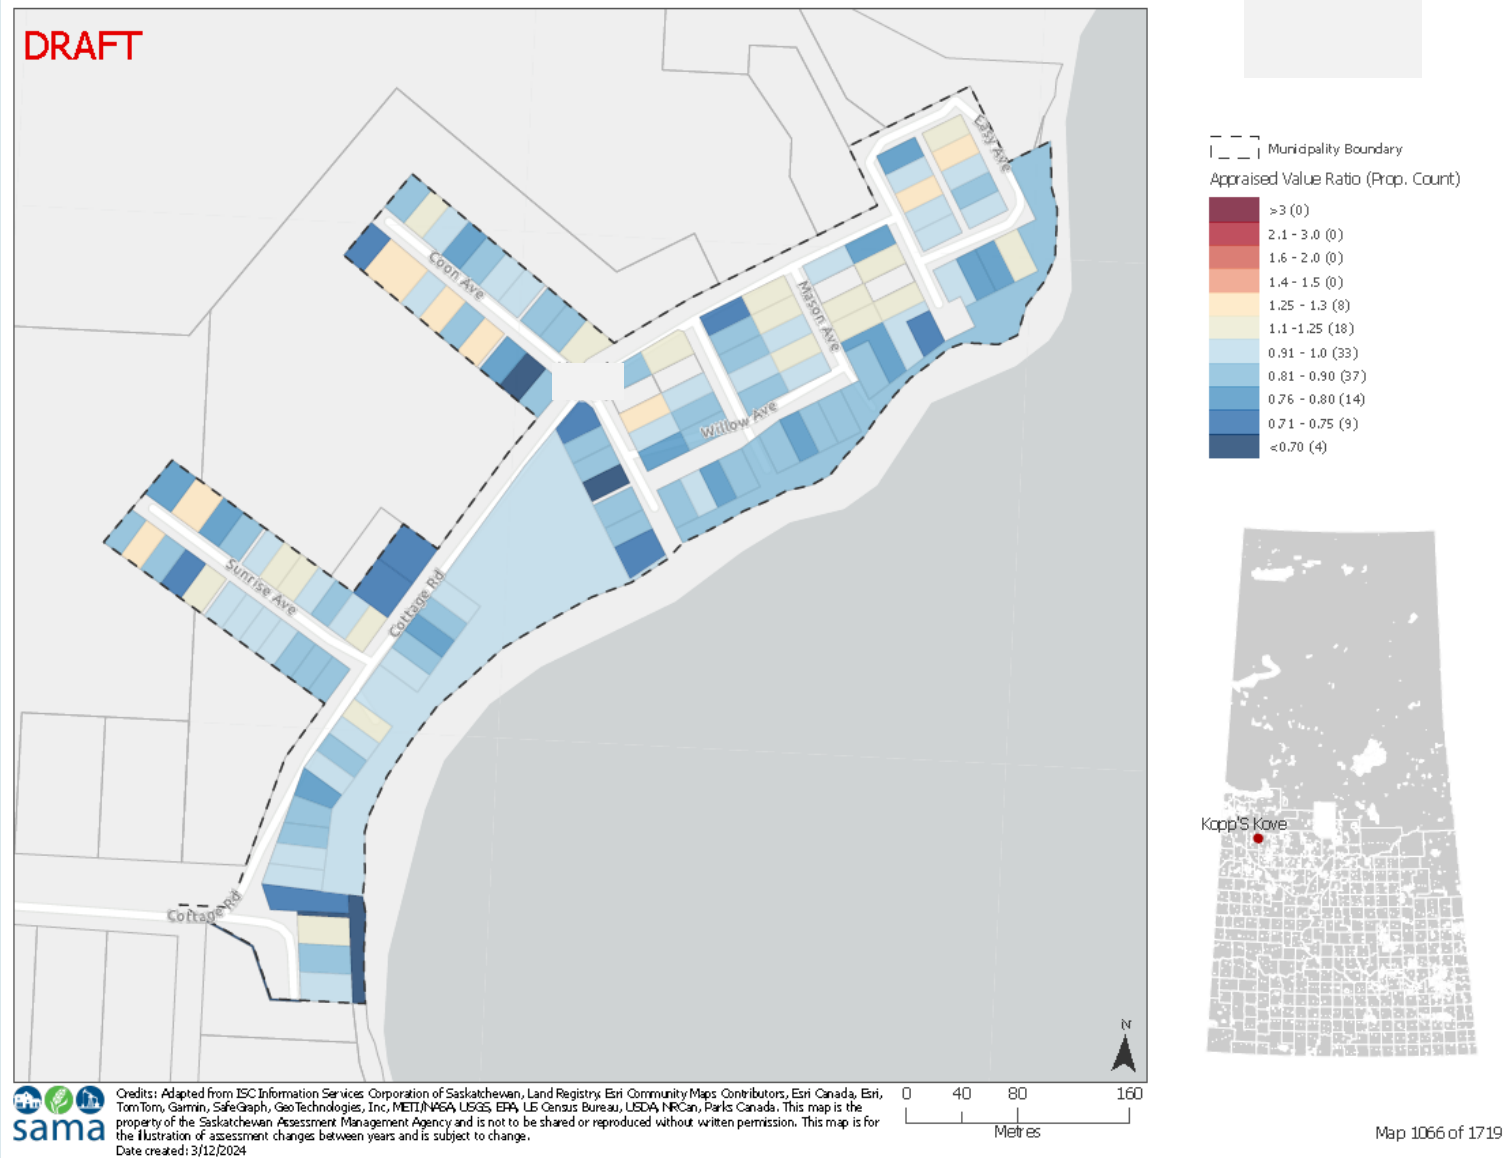 DRAFT
Easy Ave
Coon Ave
Mason Ave
Willow Ave
Sunrise Ave
Cottage Rd
Cottage Rd
N
Municipality Boundary
Appraised Value Ratio (Prop. Count)
>3 (0)
2.1 - 3.0 (0)
1.6 - 2.0 (0)
1.4 - 1.5 (0)
1.25 - 1.3 (8)
1.1 -1.25 (18)
0.91 - 1.0 (33)
0.81 - 0.90 (37)
0.76 - 0.80 (14)
0.71 - 0.75 (9)
<0.70 (4)
Kopp'S Kove
sama
Credits: Adapted from ISC Information Services Corporation of Saskatchewan, Land Registry. Esri Community Maps Contributors, Esri Canada, Esri,
TomTom, Garmin, SafeGraph, GeoTechnologies, Inc, METI/NASA, USGS, EPA, US Census Bureau, USDA, NRCan, Parks Canada. This map is the
property of the Saskatchewan Assessment Management Agency and is not to be shared or reproduced without written permission. This map is for
the illustration of assessment changes between years and is subject to change.
Date created: 3/12/2024
0 40 80 160
Metres
Map 1066 of 1719